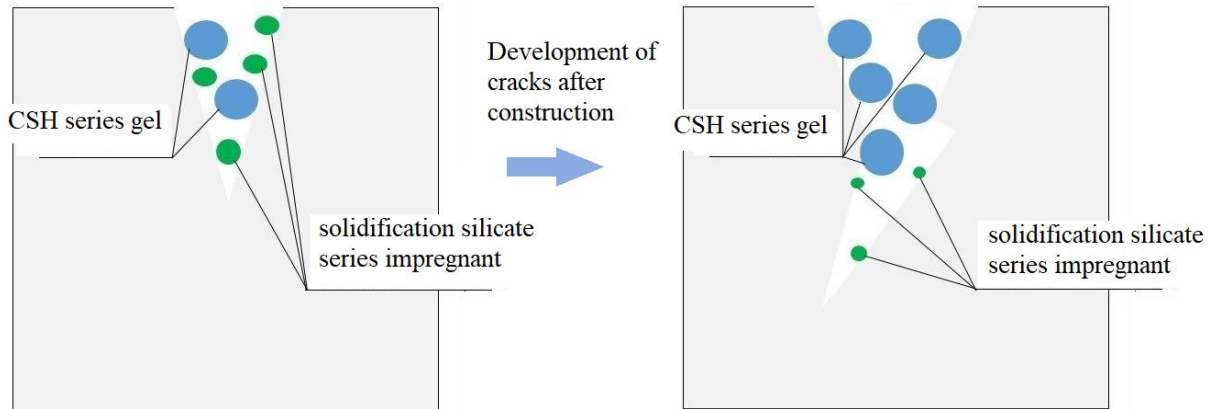 CSH series gel
solidification silicate
series impregnant
Development of
cracks after
construction
CSH series gel
solidification silicate
series impregnant